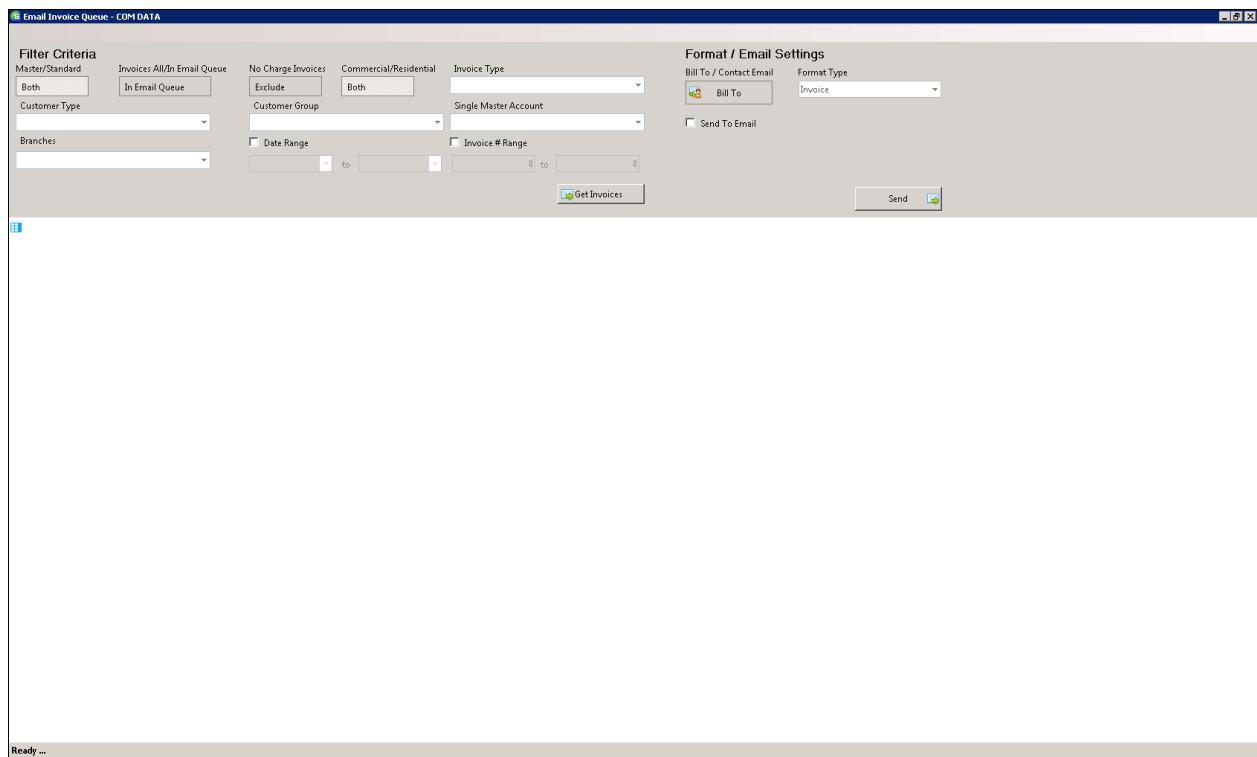 Email Invoice Queue - COM DATA
Filter Criteria
Format / Email Settings
Master/Standard Invoices All/In Email Queue No Charge Invoices Commercial/Residential Invoice Type
Bill To / Contact Email Format Type
Both In Email Queue Exclude Both
Bill To Invoice
Customer Type Customer Group Single Master Account
Send To Email
Branches Date Range Invoice # Range
to 8 to 8
Get Invoices
Send
Ready ...